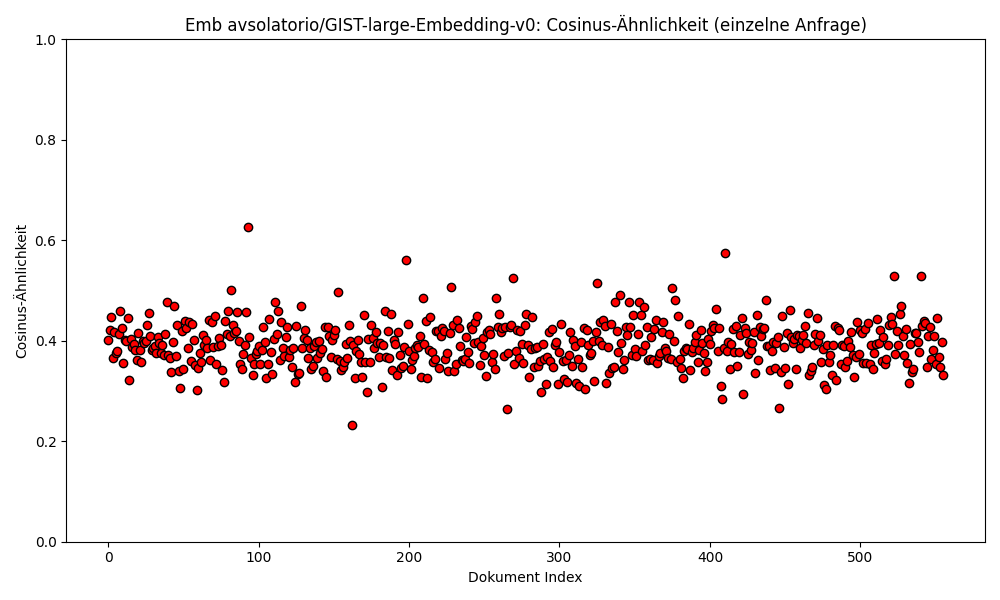 Emb avsolatorio/GIST-large-Embedding-v0: Cosinus-Ähnlichkeit (einzelne Anfrage)
1.0
0.8
0.6
0.4
0.2
0.0
Cosinus-Ähnlichkeit
0 100 200 300 400 500
Dokument Index